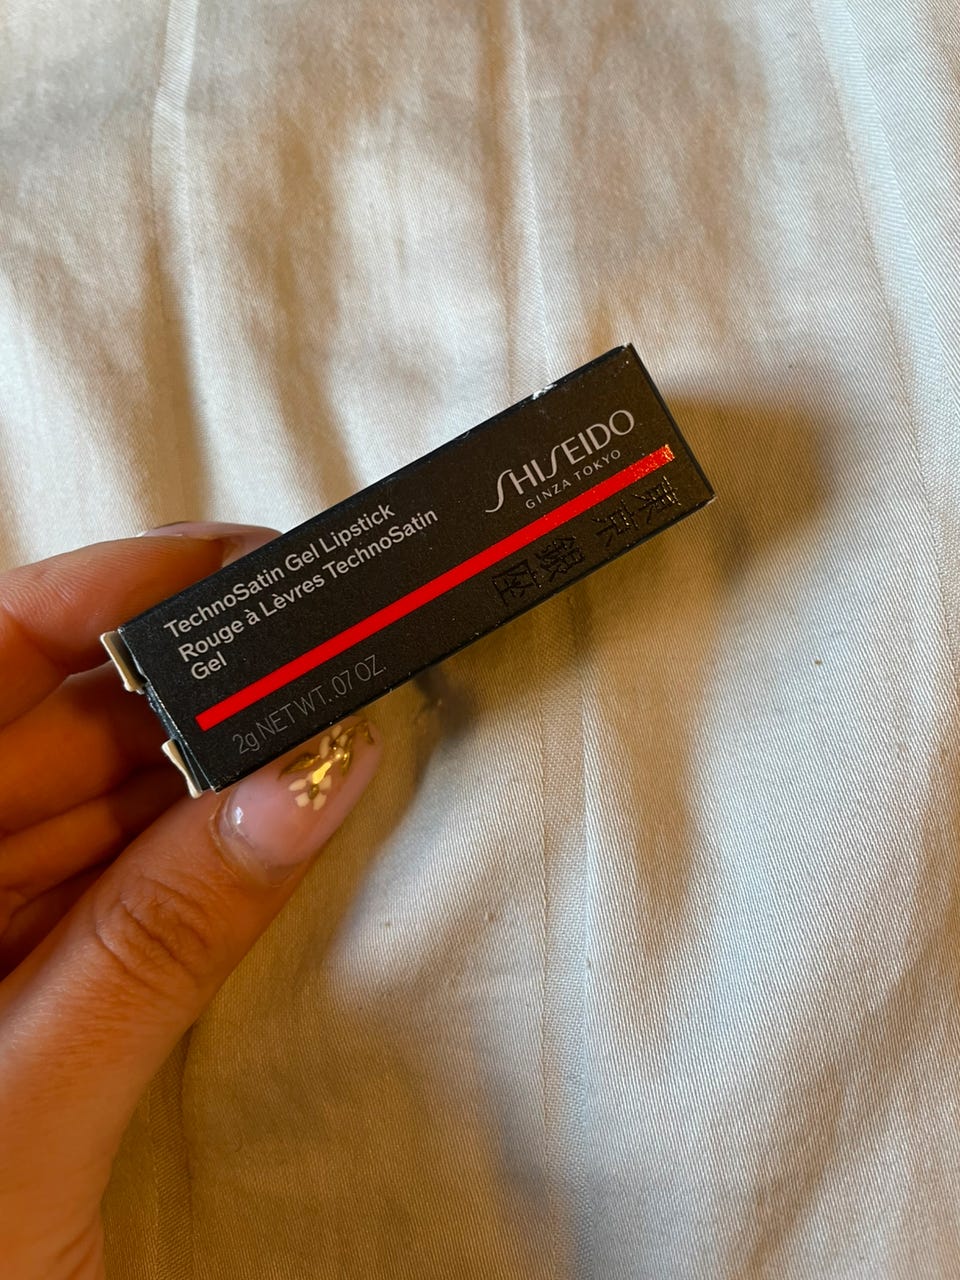 SHISEIDO
GINZA TOKYO
東京銀座
TechnoSatin Gel Lipstick
Rouge à Lèvres TechnoSatin
Gel
2g NET WT. .07 OZ.